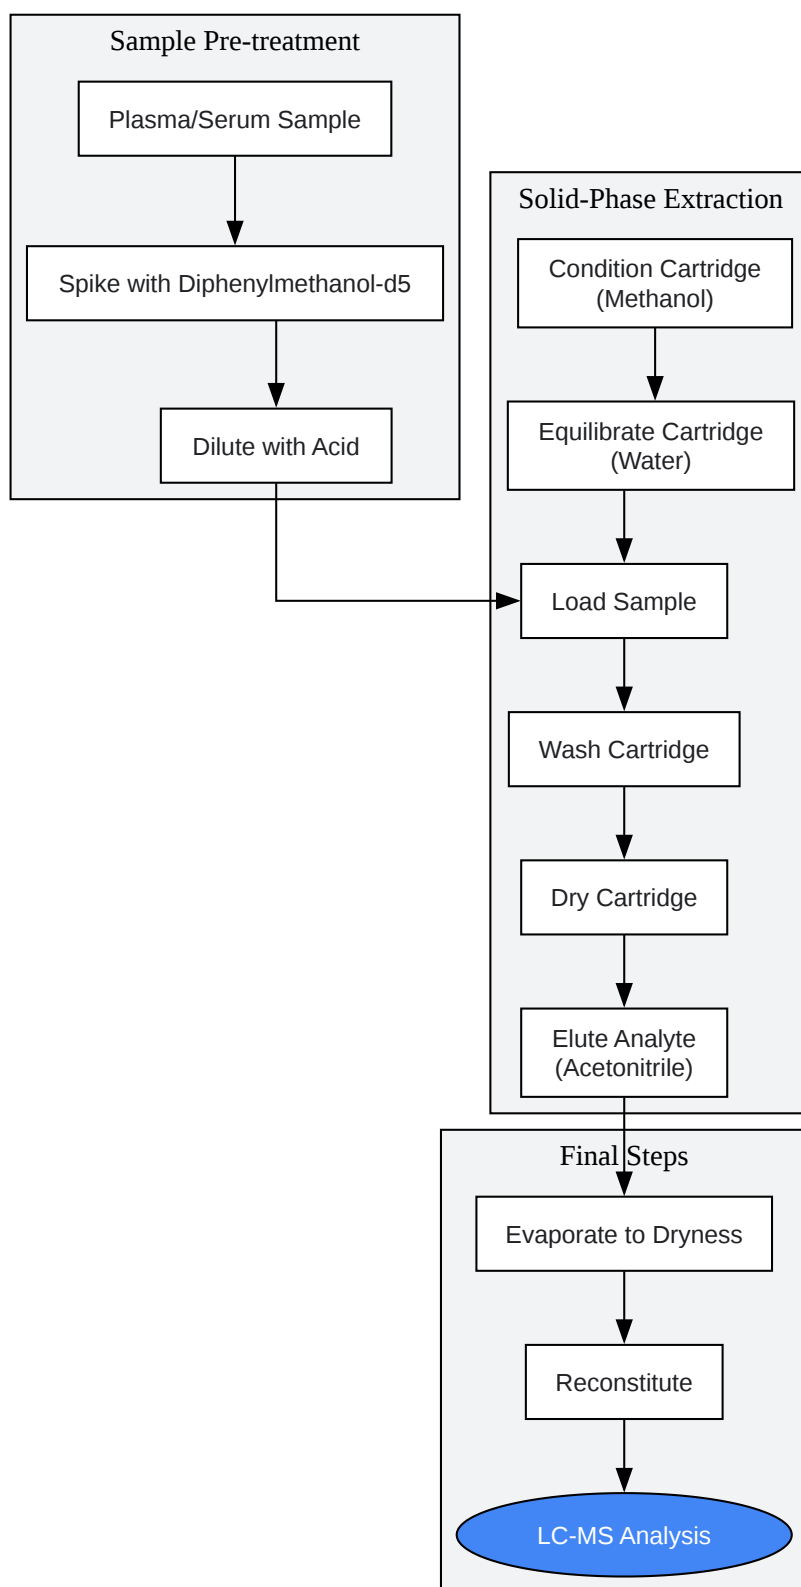 Sample Pre-treatment
Plasma/Serum Sample
Spike with Diphenylmethanol-d5
Dilute with Acid
Solid-Phase Extraction
Condition Cartridge
(Methanol)
Equilibrate Cartridge
(Water)
Load Sample
Wash Cartridge
Dry Cartridge
Elute Analyte
(Acetonitrile)
Final Steps
Evaporate to Dryness
Reconstitute
LC-MS Analysis